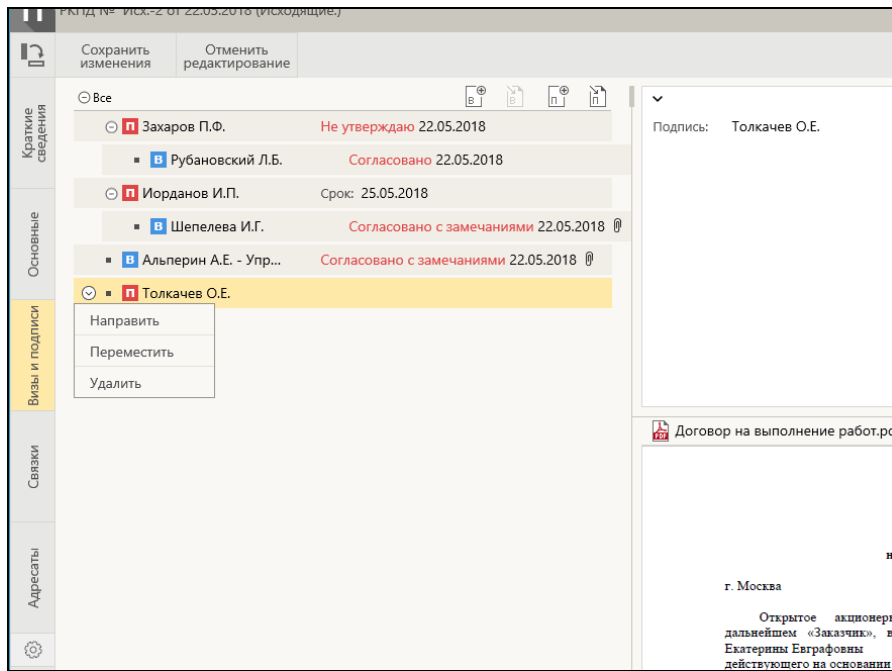 РКПД № Исх.-2 от 22.05.2018 (Исходящие.)
Сохранить изменения
Отменить редактирование
Краткие сведения
Основные
Визы и подписи
Связки
Адресаты
Все
П Захаров П.Ф. Не утверждаю 22.05.2018
В Рубановский Л.Б. Согласовано 22.05.2018
П Иорданов И.П. Срок: 25.05.2018
В Шепелева И.Г. Согласовано с замечаниями 22.05.2018
В Альперин А.Е. - Упр... Согласовано с замечаниями 22.05.2018
П Толкачев О.Е.
Направить
Переместить
Удалить
Подпись: Толкачев О.Е.
Договор на выполнение работ.pd
г. Москва
Открытое акционерн
дальнейшем «Заказчик», в
Екатерины Евграфовны
действующего на основании